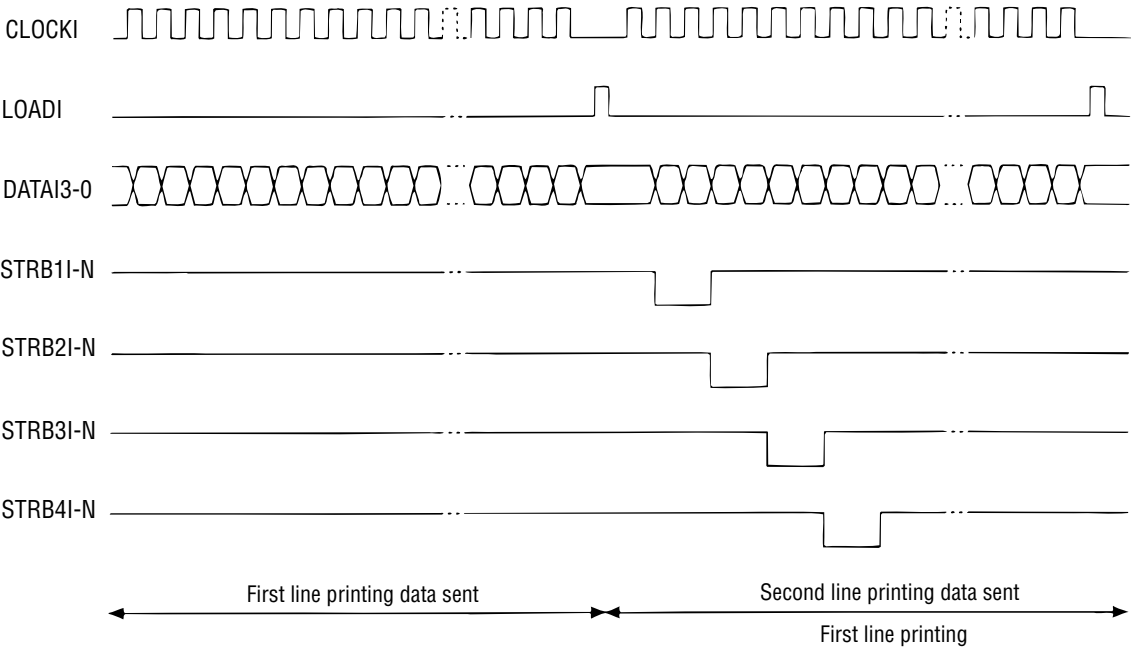 CLOCKI
LOADI
DATAI3-0
STRB1I-N
STRB2I-N
STRB3I-N
STRB4I-N
First line printing data sent
Second line printing data sent
First line printing